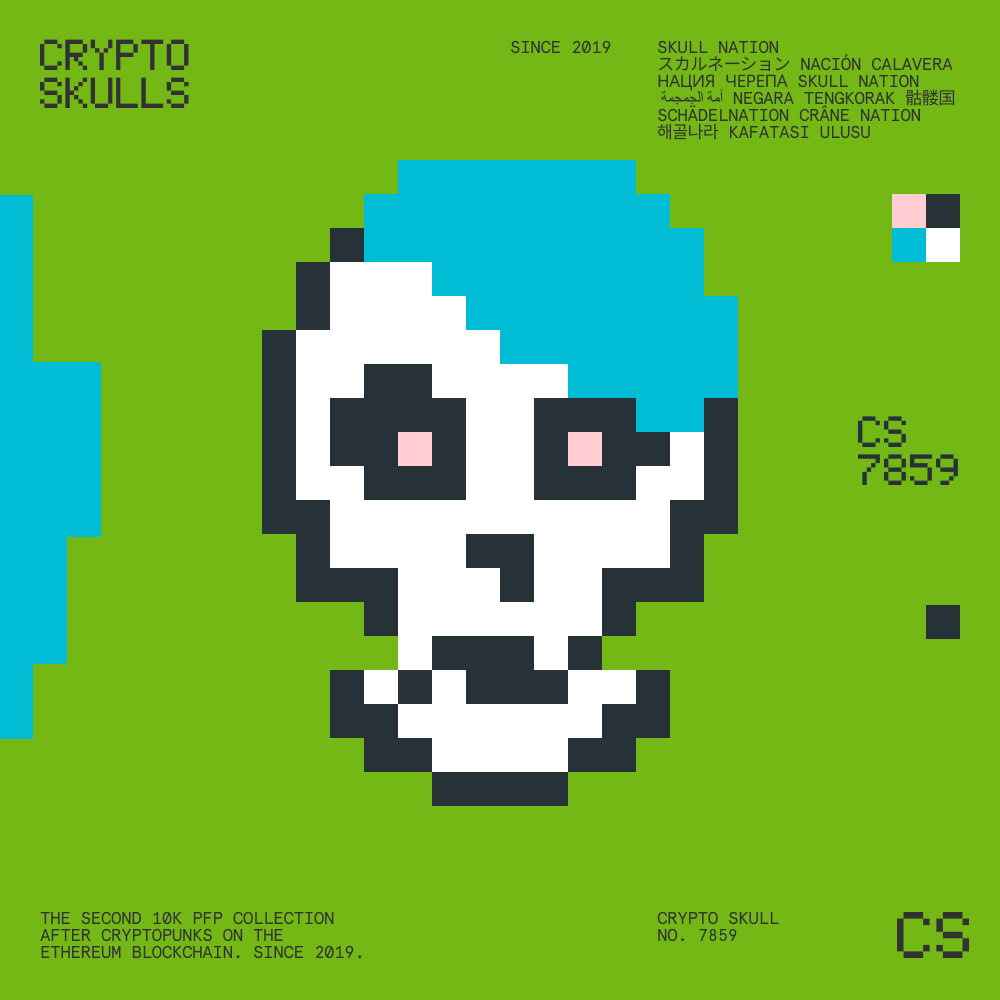 CRYPTO
SKULLS
SINCE 2019
SKULL NATION
スカルネーション NACIÓN CALAVERA
НАЦИЯ ЧЕРЕПА SKULL NATION
أمة الجمجمة NEGARA TENGKORAK 骷髅国
SCHÄDELNATION CRÂNE NATION
해골나라 KAFATASI ULUSU
CS
7859
THE SECOND 10K PFP COLLECTION
AFTER CRYPTOPUNKS ON THE
ETHEREUM BLOCKCHAIN. SINCE 2019.
CRYPTO SKULL
NO. 7859
CS